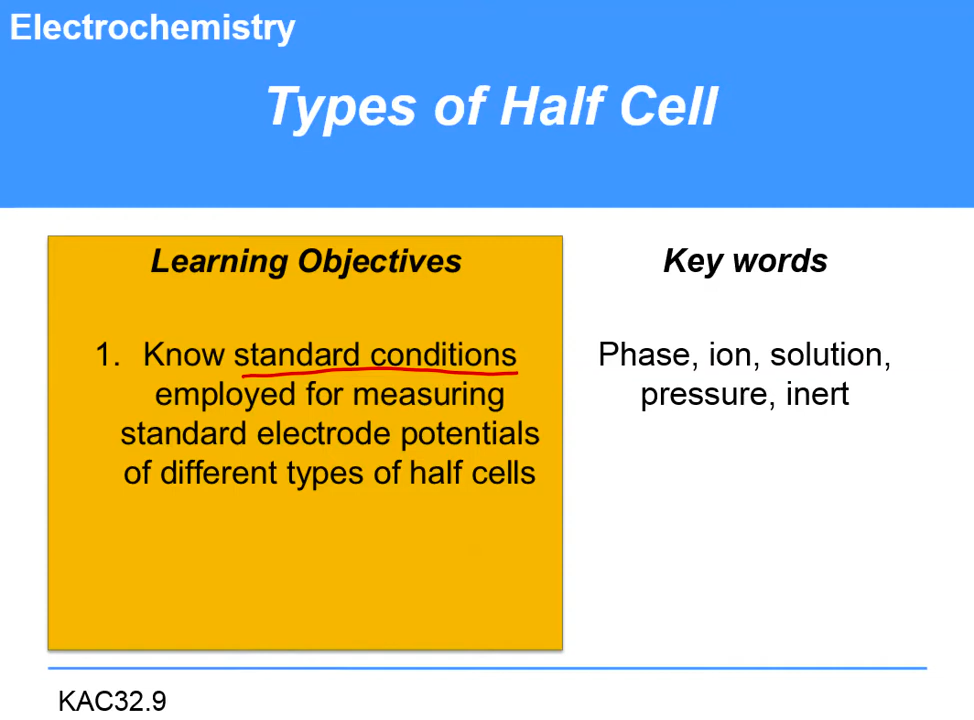 Electrochemistry
Types of Half Cell
Learning Objectives
1. Know standard conditions
employed for measuring
standard electrode potentials
of different types of half cells
Key words
Phase, ion, solution,
pressure, inert
KAC32.9